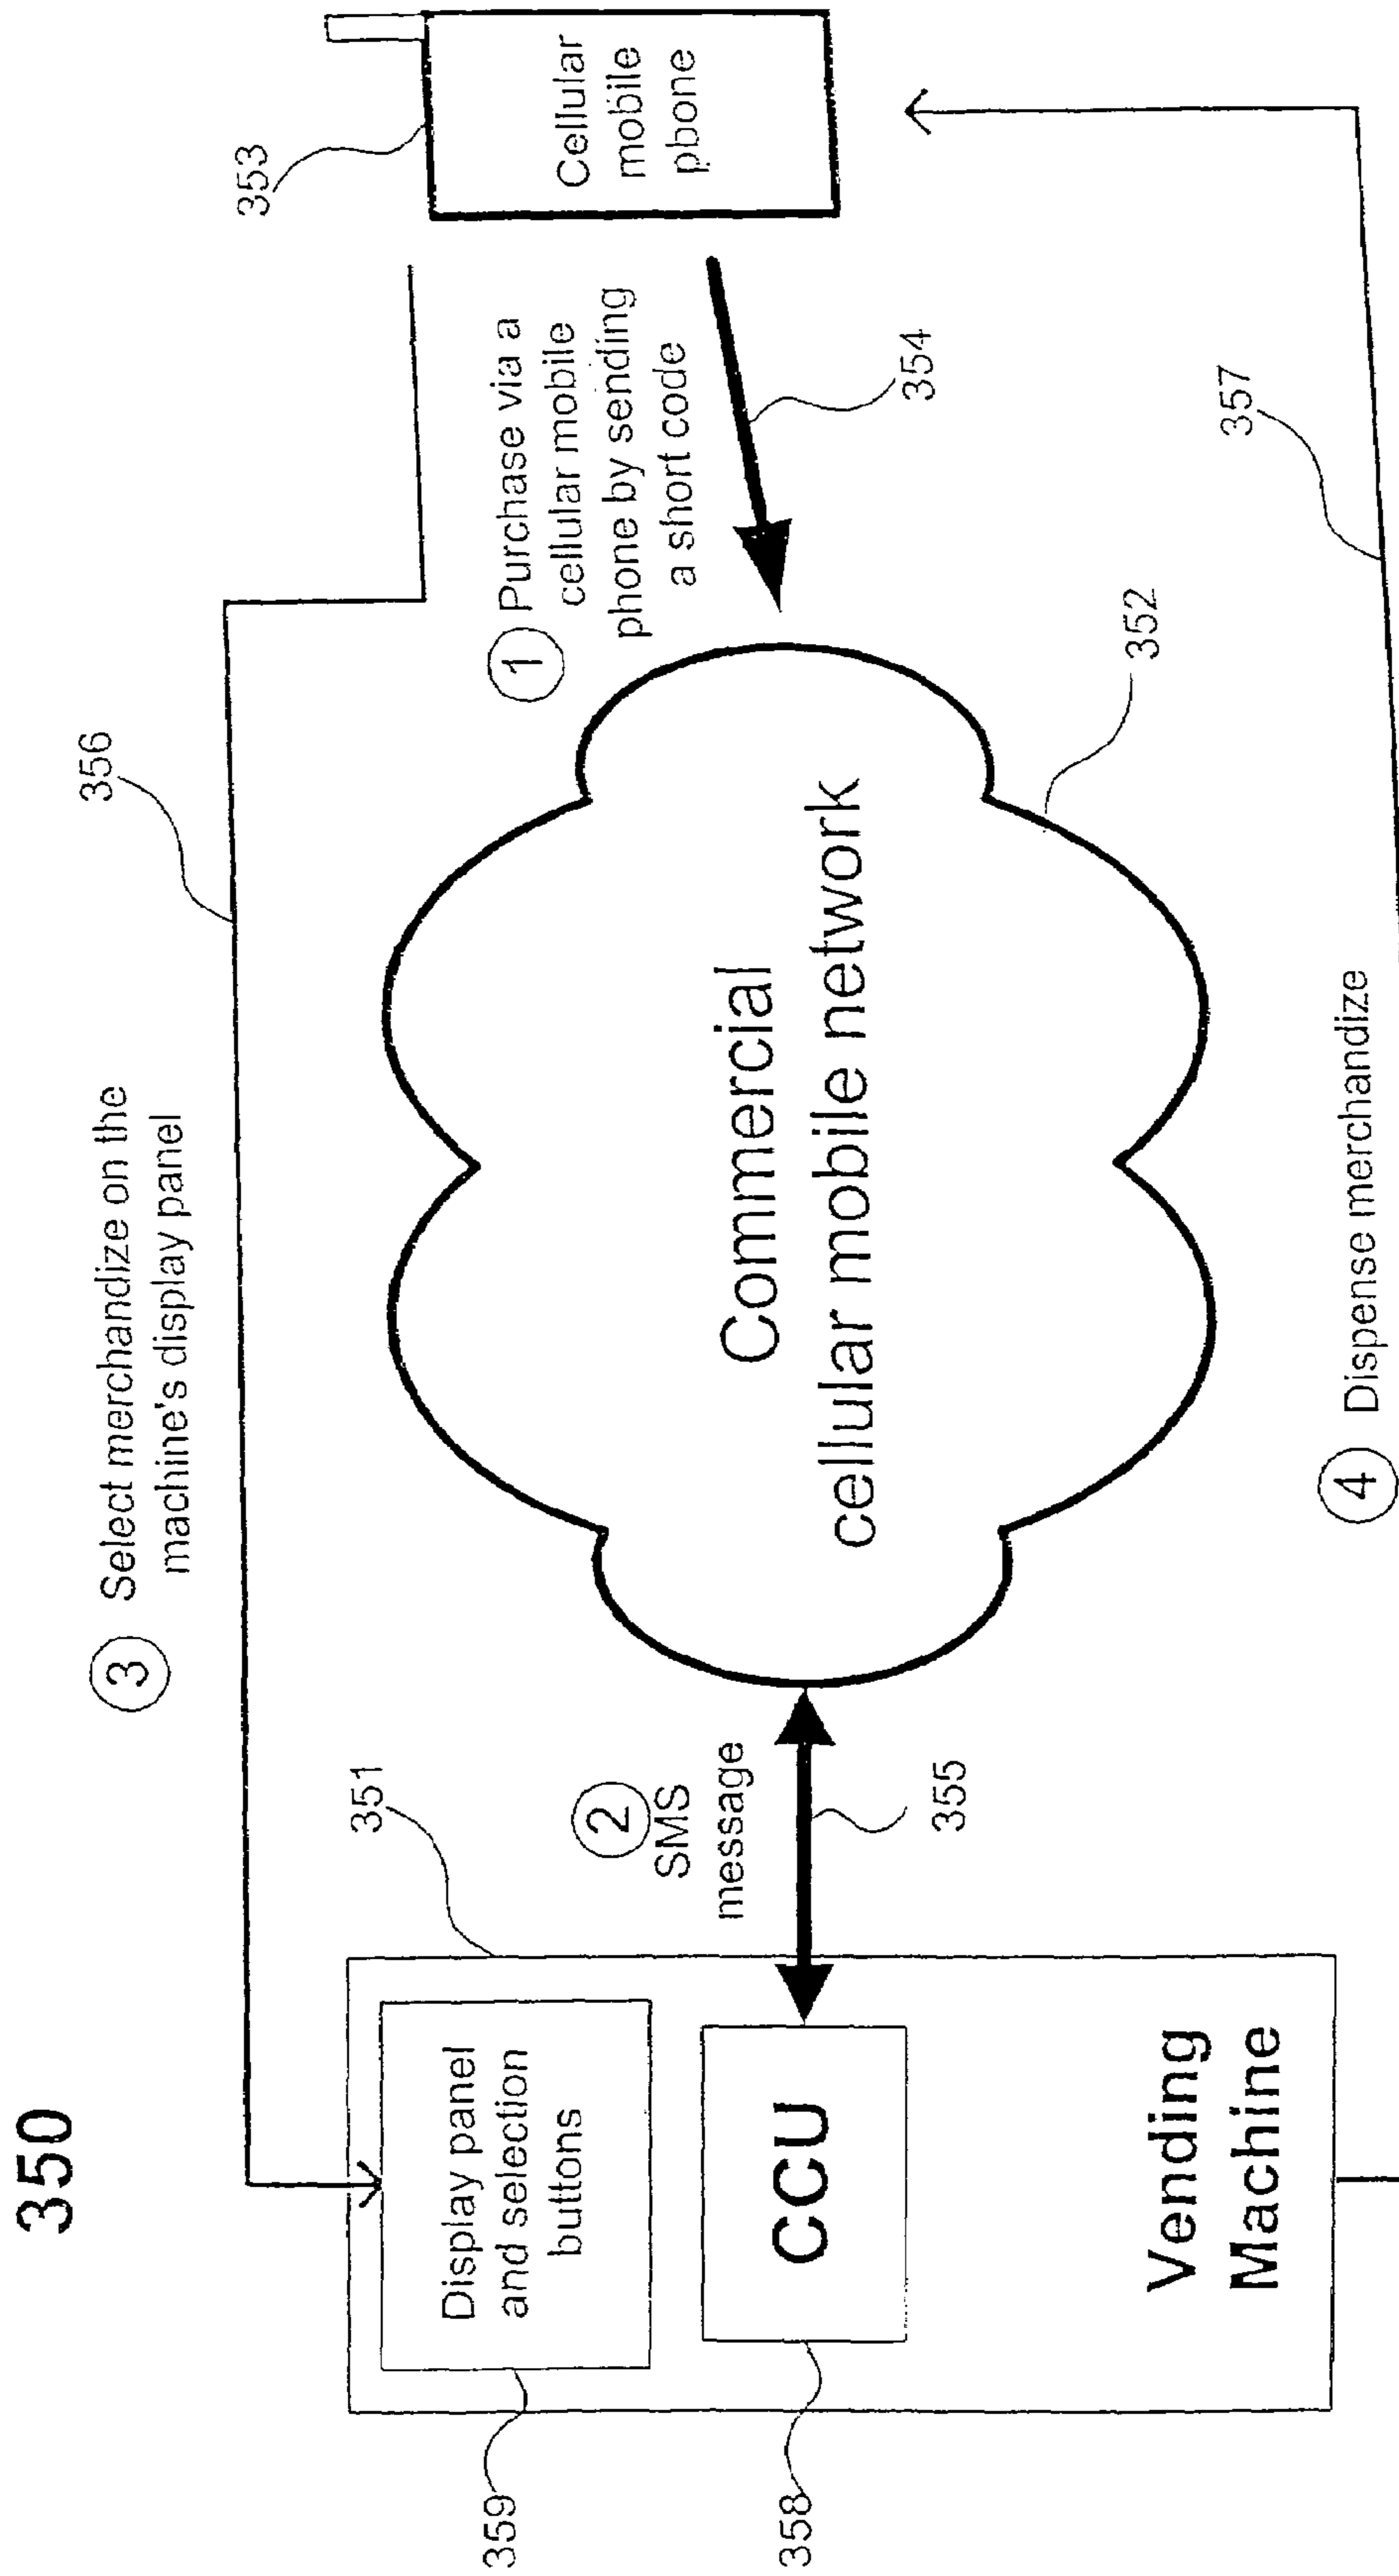 350
356
③ Select merchandize on the
machine's display panel
353
359
Display panel
and selection
buttons
351
② SMS
message
355
358
CCU
Vending
Machine
Commercial
cellular mobile network
352
① Purchase via a
cellular mobile
phone by sending
a short code
354
Cellular
mobile
pbone
④ Dispense merchandize
357